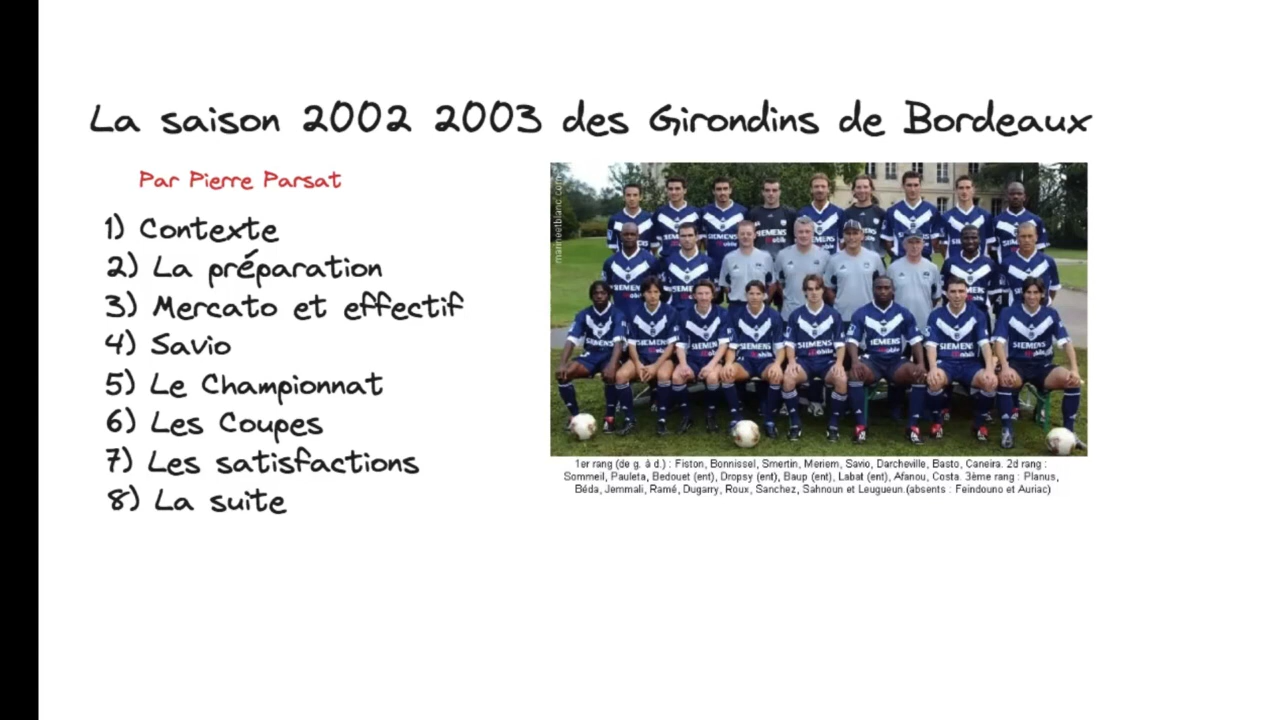 La saison 2002 2003 des Girondins de Bordeaux
Par Pierre Parsat
1) Contexte
2) La préparation
3) Mercato et effectif
4) Savio
5) Le Championnat
6) Les Coupes
7) Les satisfactions
8) La suite
marineetblanc.com
SIEMENS
1er rang (de g. à d.) : Fiston, Bonnissel, Smertin, Meriem, Savio, Darcheville, Basto, Caneira. 2d rang :
Sommeil, Pauleta, Bedouet (ent), Dropsy (ent), Baup (ent), Labat (ent), Afanou, Costa. 3ème rang : Planus,
Béda, Jemmali, Ramé, Dugarry, Roux, Sanchez, Sahnoun et Leugueun.(absents : Feindouno et Auriac)